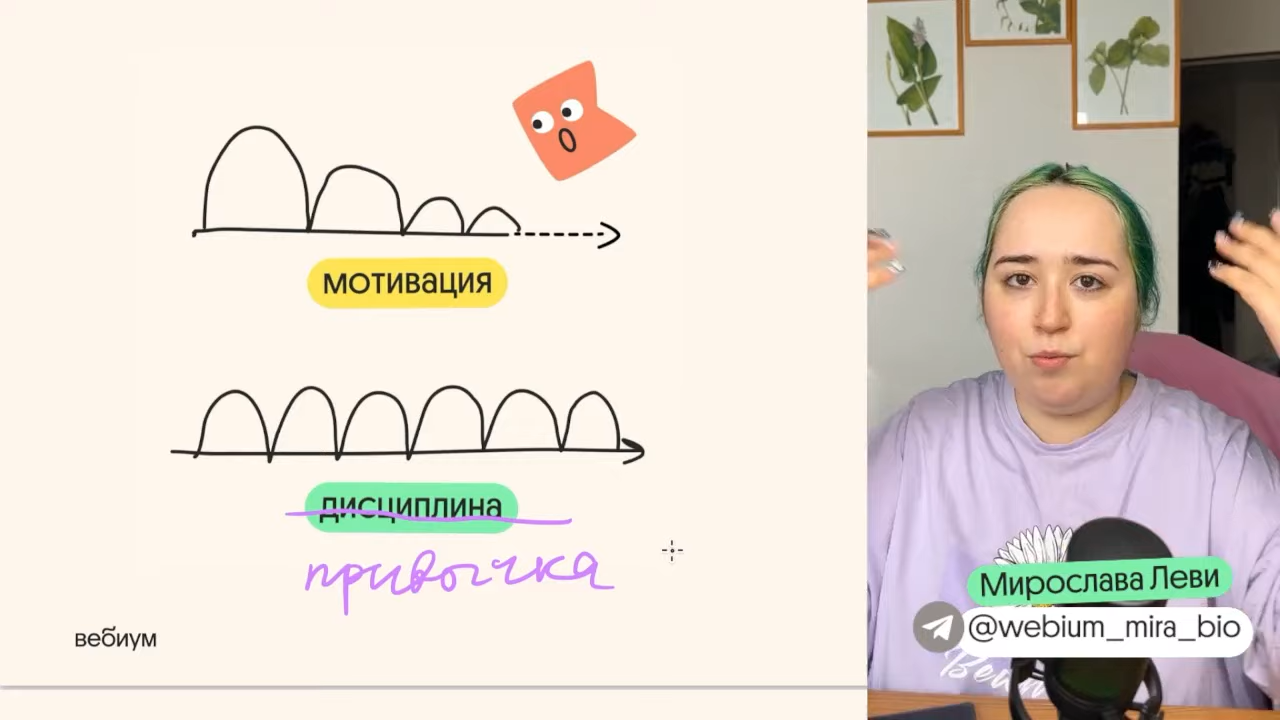 мотивация
дисциплина
привычка
вебиум
Мирослава Леви
@webium_mira_bio